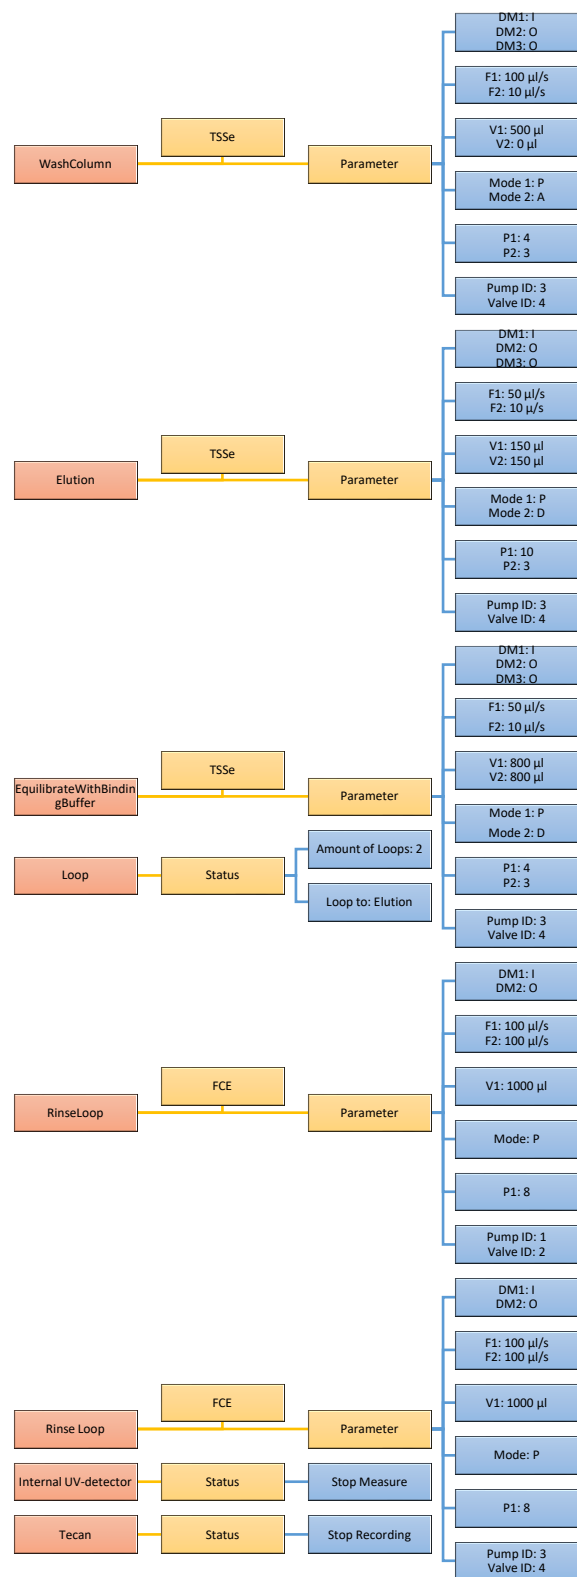 WashColumn
TSSe
Parameter
DM1: I
DM2: O
DM3: O
F1: 100 µl/s
F2: 10 µl/s
V1: 500 µl
V2: 0 µl
Mode 1: P
Mode 2: A
P1: 4
P2: 3
Pump ID: 3
Valve ID: 4
Elution
TSSe
Parameter
DM1: I
DM2: O
DM3: O
F1: 50 µl/s
F2: 10 µ/s
V1: 150 µl
V2: 150 µl
Mode 1: P
Mode 2: D
P1: 10
P2: 3
Pump ID: 3
Valve ID: 4
EquilibrateWithBindin
gBuffer
TSSe
Parameter
DM1: I
DM2: O
DM3: O
F1: 50 µl/s
F2: 10 µl/s
V1: 800 µl
V2: 800 µl
Mode 1: P
Mode 2: D
P1: 4
P2: 3
Pump ID: 3
Valve ID: 4
Loop
Status
Amount of Loops: 2
Loop to: Elution
RinseLoop
FCE
Parameter
DM1: I
DM2: O
F1: 100 µl/s
F2: 100 µl/s
V1: 1000 µl
Mode: P
P1: 8
Pump ID: 1
Valve ID: 2
Rinse Loop
FCE
Parameter
DM1: I
DM2: O
F1: 100 µl/s
F2: 100 µl/s
V1: 1000 µl
Mode: P
P1: 8
Pump ID: 3
Valve ID: 4
Internal UV-detector
Status
Stop Measure
Tecan
Status
Stop Recording